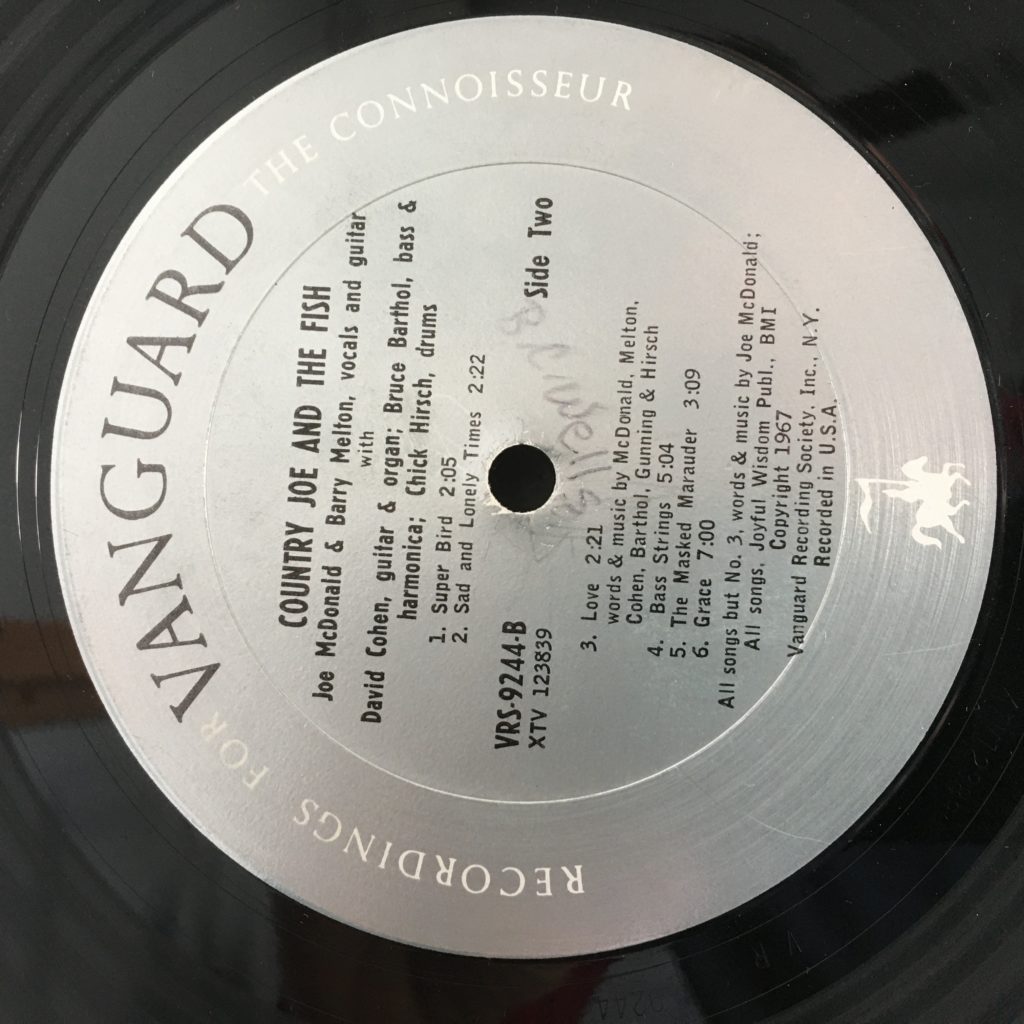 RECORDINGS FOR VANGUARD THE CONNOISSEUR
COUNTRY JOE AND THE FISH
Joe McDonald & Barry Melton, vocals and guitar
with
David Cohen, guitar & organ; Bruce Barthol, bass &
harmonica; Chick Hirsch, drums
1. Super Bird 2:05
2. Sad and Lonely Times 2:22
VRS-9244-B Side Two
XTV 123839
3. Love 2:21
words & music by McDonald, Melton,
Cohen, Barthol, Gunning & Hirsch
4. Bass Strings 5:04
5. The Masked Marauder 3:09
6. Grace 7:00
All songs but No. 3, words & music by Joe McDonald;
All songs, Joyful Wisdom Publ., BMI
Copyright 1967
Vanguard Recording Society, Inc., N.Y.
Recorded in U.S.A.